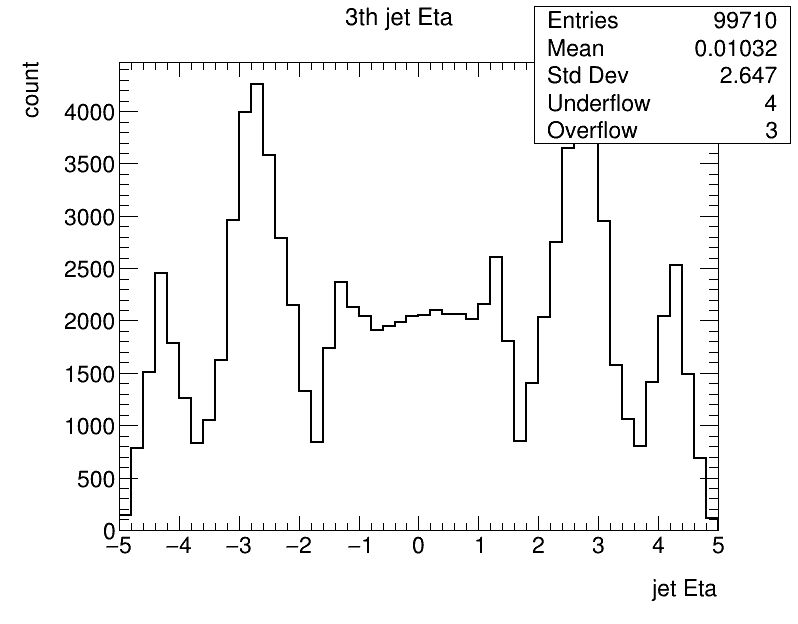 3th jet Eta
Entries 99710
Mean 0.01032
Std Dev 2.647
Underflow 4
Overflow 3
count
4000
3500
3000
2500
2000
1500
1000
500
0
−5 −4 −3 −2 −1 0 1 2 3 4 5
jet Eta